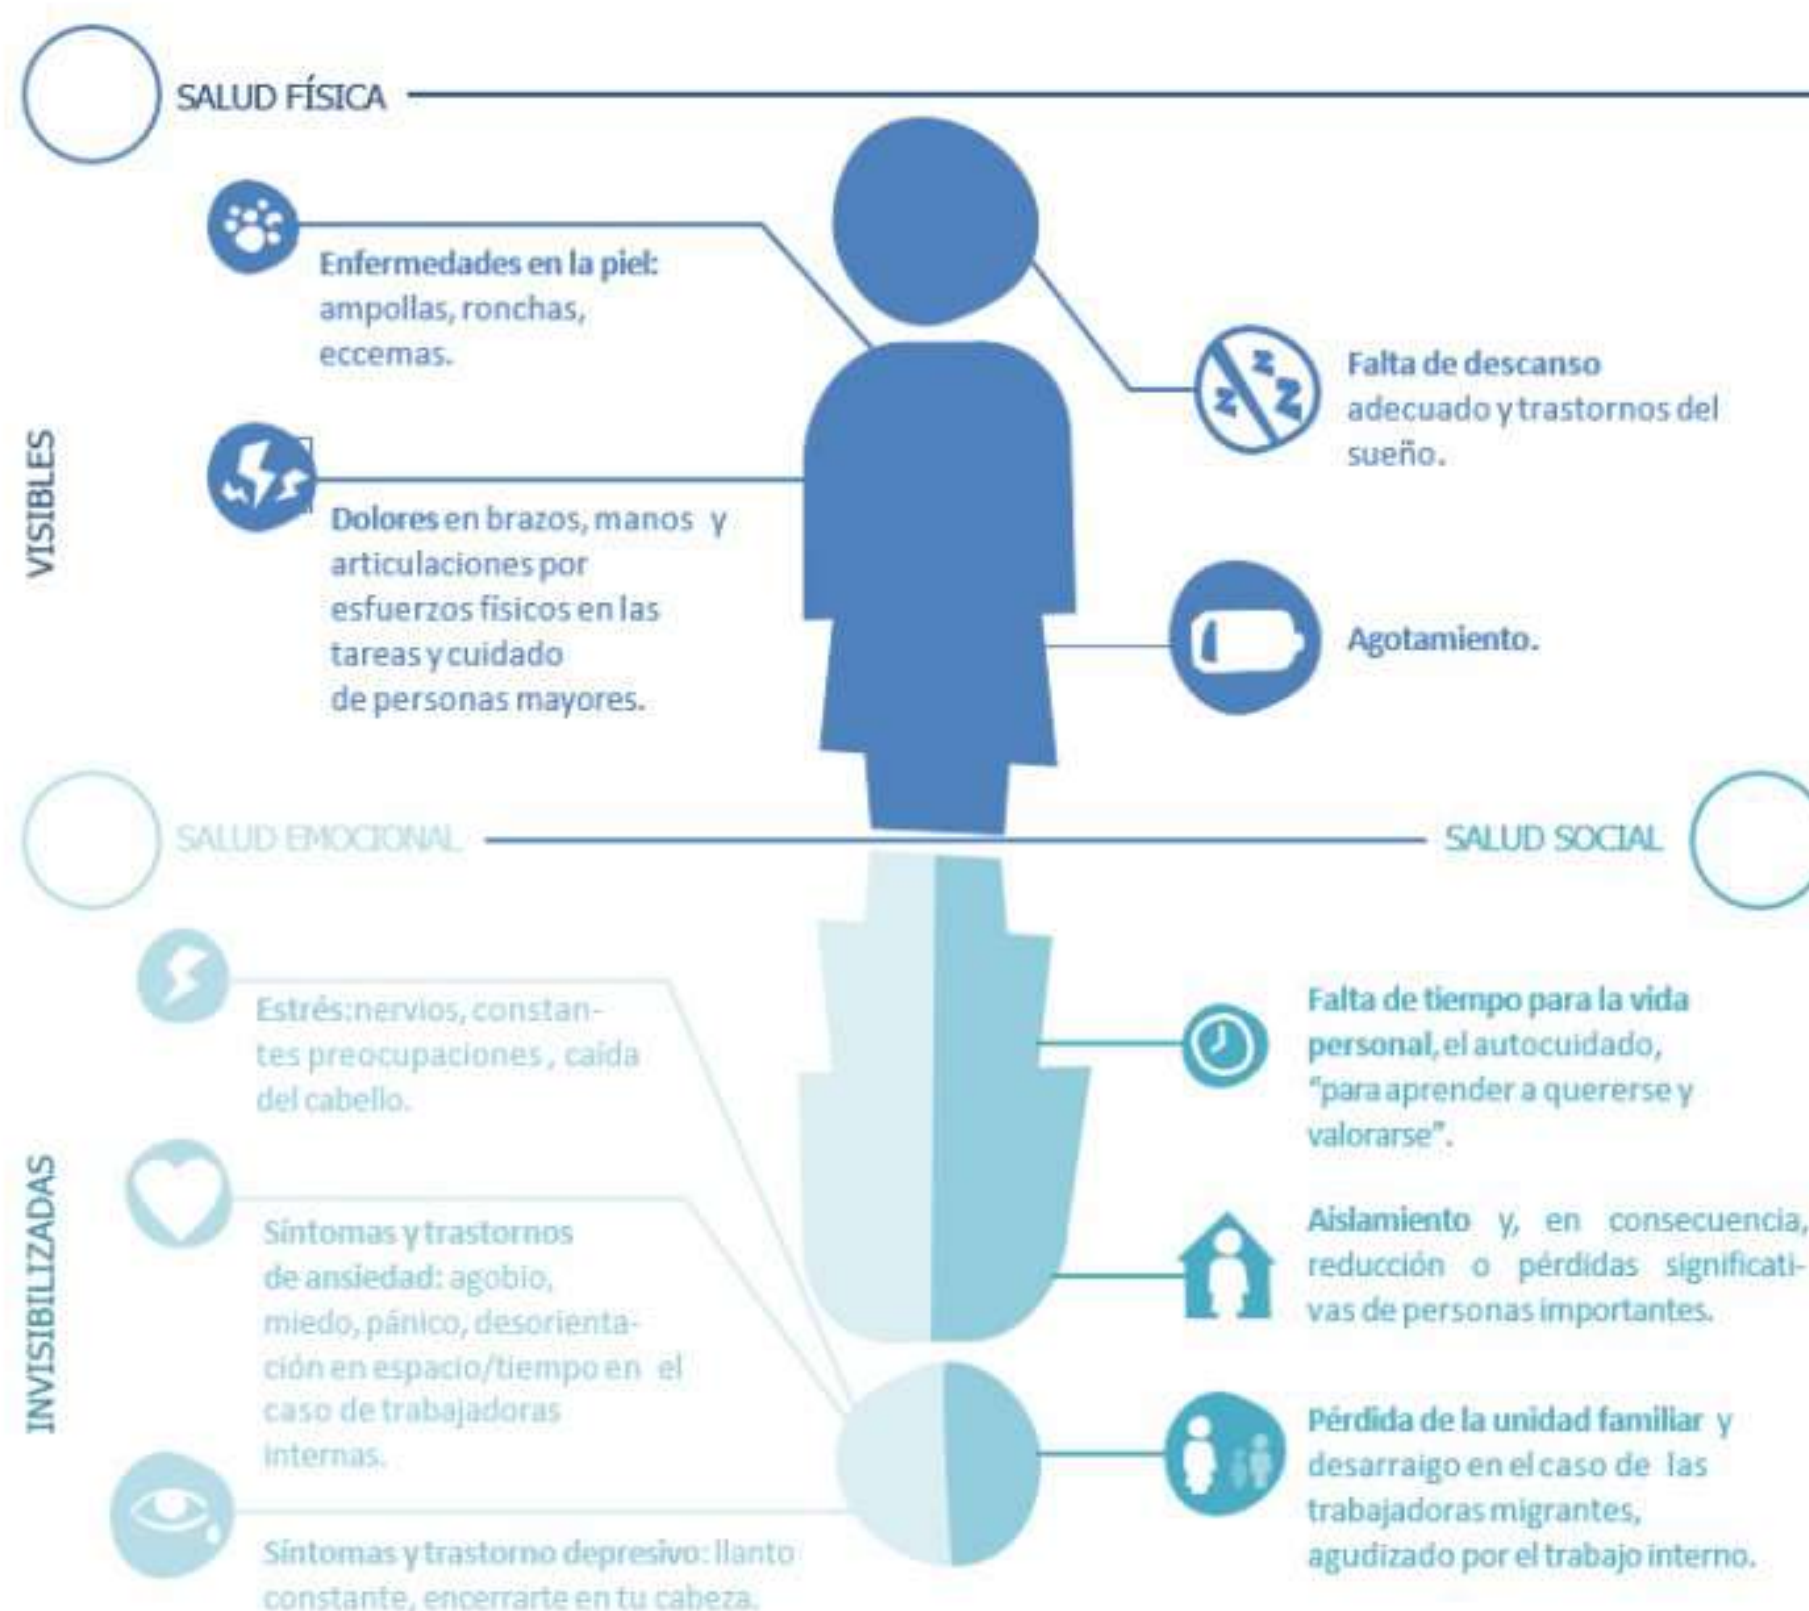 SALUD FÍSICA
VISIBLES
Enfermedades en la piel:
ampollas, ronchas,
eccemas.
Dolores en brazos, manos y
articulaciones por
esfuerzos físicos en las
tareas y cuidado
de personas mayores.
Falta de descanso
adecuado y trastornos del
sueño.
Agotamiento.
SALUD EMOCIONAL
SALUD SOCIAL
INVISIBILIZADAS
Estrés:nervios, constan-
tes preocupaciones , caída
del cabello.
Síntomas y trastornos
de ansiedad: agobio,
miedo, pánico, desorienta-
ción en espacio/tiempo en el
caso de trabajadoras
internas.
Síntomas y trastorno depresivo: llanto
constante, encerrarte en tu cabeza.
Falta de tiempo para la vida
personal, el autocuidado,
"para aprender a quererse y
valorarse".
Aislamiento y, en consecuencia,
reducción o pérdidas significati-
vas de personas importantes.
Pérdida de la unidad familiar y
desarraigo en el caso de las
trabajadoras migrantes,
agudizado por el trabajo interno.